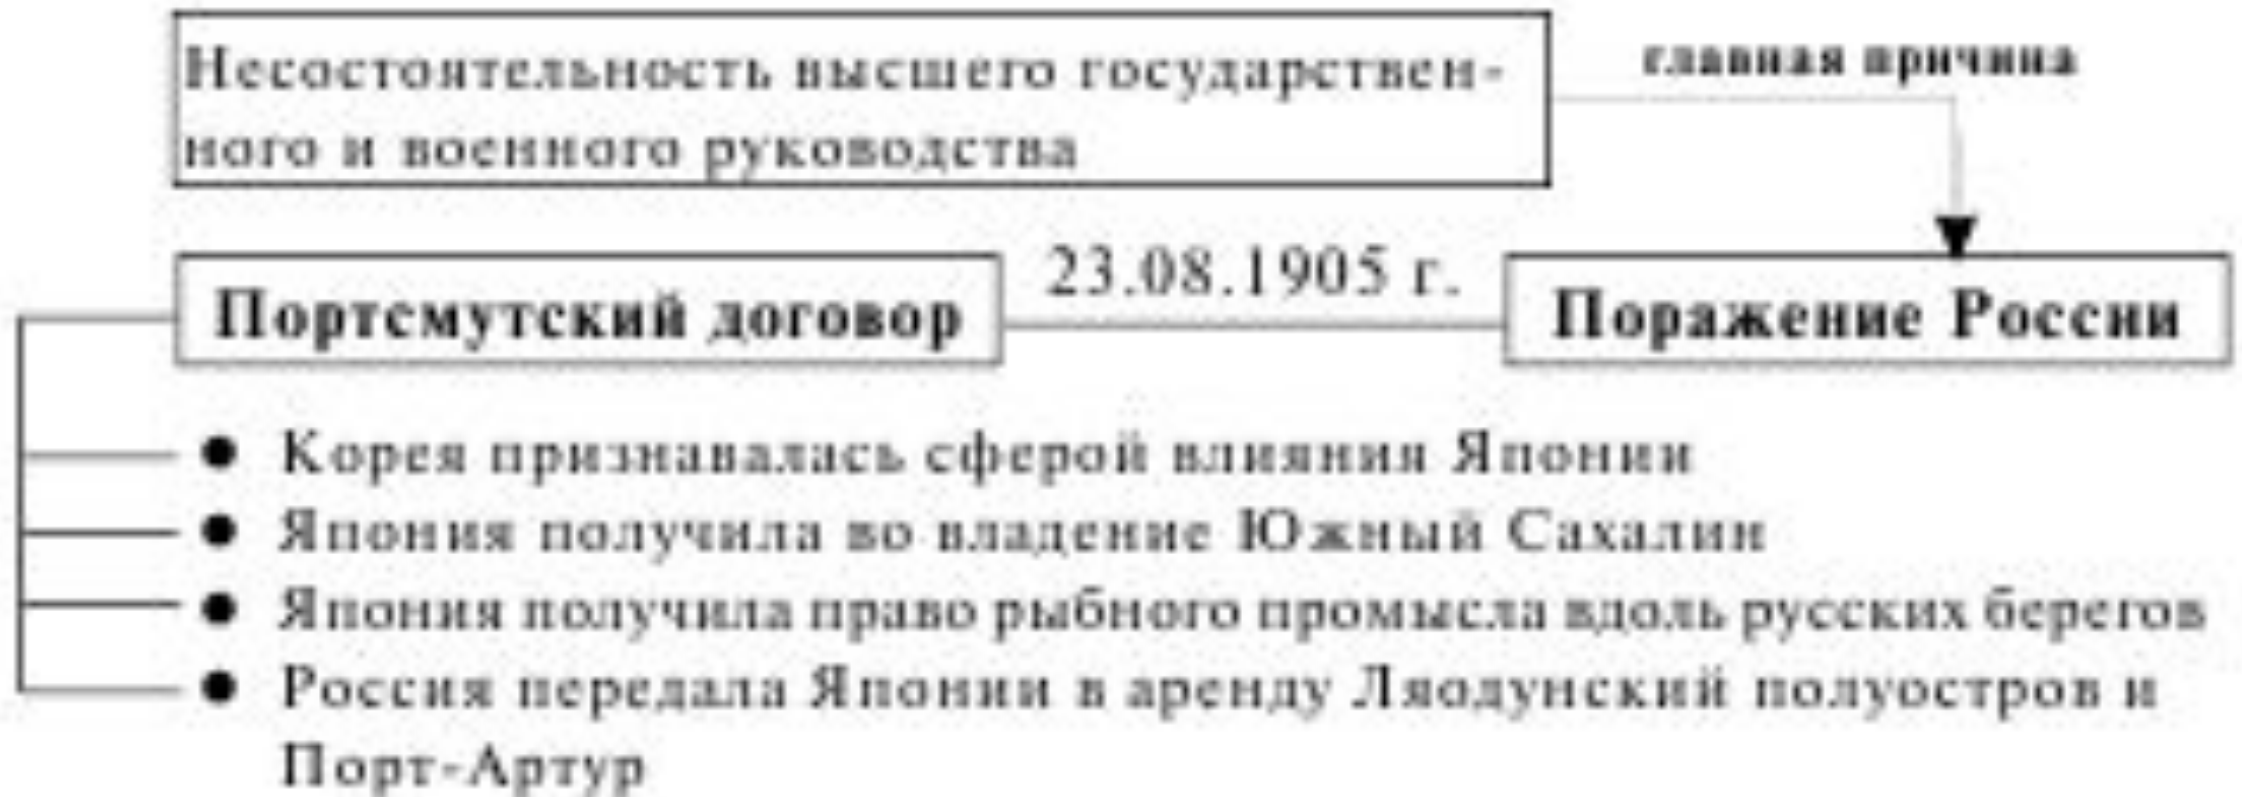 Несостоятельность высшего государствен-
ного и военного руководства
главная причина
Портсмутский договор
23.08.1905 г.
Поражение России
Корея признавалась сферой влияния Японии
Япония получила во владение Южный Сахалин
Япония получила право рыбного промысла вдоль русских берегов
Россия передала Японии в аренду Ляодунский полуостров и
Порт-Артур